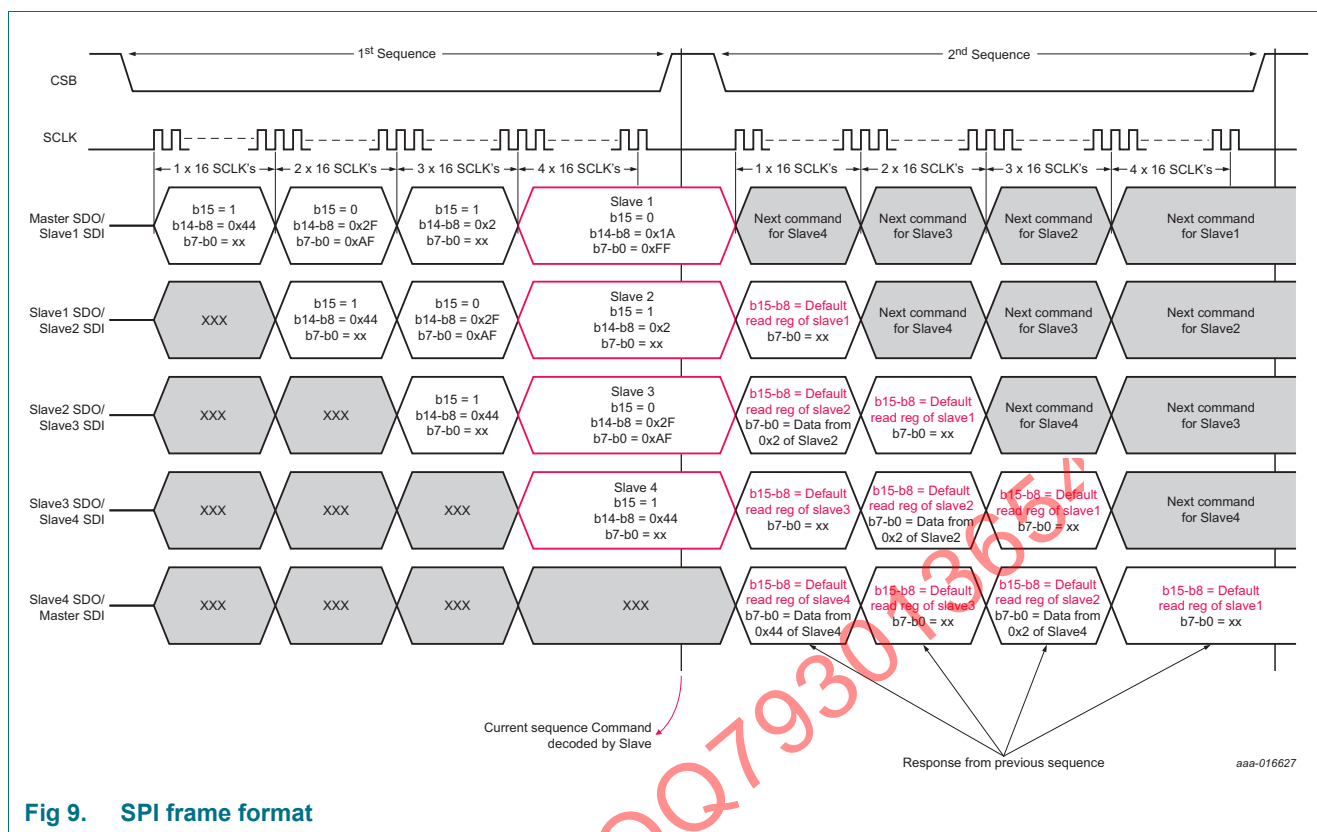 1st Sequence
2nd Sequence
CSB
SCLK
1 x 16 SCLK's
2 x 16 SCLK's
3 x 16 SCLK's
4 x 16 SCLK's
1 x 16 SCLK's
2 x 16 SCLK's
3 x 16 SCLK's
4 x 16 SCLK's
Master SDO/
Slave1 SDI
b15 = 1
b14-b8 = 0x44
b7-b0 = xx
b15 = 0
b14-b8 = 0x2F
b7-b0 = 0xAF
b15 = 1
b14-b8 = 0x2
b7-b0 = xx
Slave 1
b15 = 0
b14-b8 = 0x1A
b7-b0 = 0xFF
Next command
for Slave4
Next command
for Slave3
Next command
for Slave2
Next command
for Slave1
Slave1 SDO/
Slave2 SDI
XXX
b15 = 1
b14-b8 = 0x44
b7-b0 = xx
b15 = 0
b14-b8 = 0x2F
b7-b0 = 0xAF
Slave 2
b15 = 1
b14-b8 = 0x2
b7-b0 = xx
b15-b8 = Default
read reg of slave1
b7-b0 = xx
Next command
for Slave4
Next command
for Slave3
Next command
for Slave2
Slave2 SDO/
Slave3 SDI
XXX
XXX
b15 = 1
b14-b8 = 0x44
b7-b0 = xx
Slave 3
b15 = 0
b14-b8 = 0x2F
b7-b0 = 0xAF
b15-b8 = Default
read reg of slave2
b7-b0 = Data from
0x2 of Slave2
b15-b8 = Default
read reg of slave1
b7-b0 = xx
Next command
for Slave4
Next command
for Slave3
Slave3 SDO/
Slave4 SDI
XXX
XXX
XXX
Slave 4
b15 = 1
b14-b8 = 0x44
b7-b0 = xx
b15-b8 = Default
read reg of slave3
b7-b0 = xx
b15-b8 = Default
read reg of slave2
b7-b0 = Data from
0x2 of Slave2
b15-b8 = Default
read reg of slave1
b7-b0 = xx
Next command
for Slave4
Slave4 SDO/
Master SDI
XXX
XXX
XXX
XXX
b15-b8 = Default
read reg of slave4
b7-b0 = Data from
0x44 of Slave4
b15-b8 = Default
read reg of slave3
b7-b0 = xx
b15-b8 = Default
read reg of slave2
b7-b0 = Data from
0x2 of Slave4
b15-b8 = Default
read reg of slave1
b7-b0 = xx
Current sequence Command
decoded by Slave
Response from previous sequence
aaa-016627
QQ793013654
Fig 9. SPI frame format